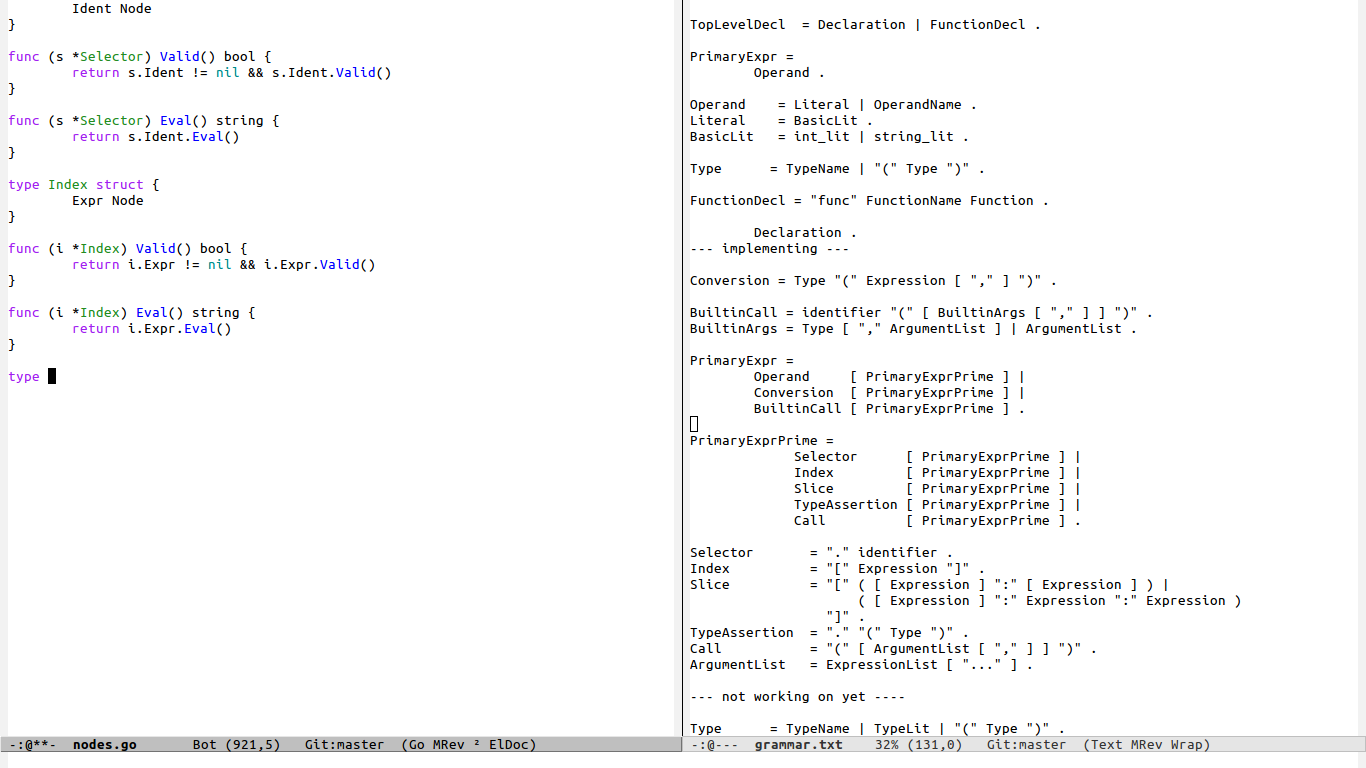 Ident Node
}

func (s *Selector) Valid() bool {
        return s.Ident != nil && s.Ident.Valid()
}

func (s *Selector) Eval() string {
        return s.Ident.Eval()
}

type Index struct {
        Expr Node
}

func (i *Index) Valid() bool {
        return i.Expr != nil && i.Expr.Valid()
}

func (i *Index) Eval() string {
        return i.Expr.Eval()
}

type
-:@**-  nodes.go       Bot (921,5)   Git:master  (Go MRev ² ElDoc)

TopLevelDecl  = Declaration | FunctionDecl .

PrimaryExpr =
        Operand .

Operand    = Literal | OperandName .
Literal    = BasicLit .
BasicLit   = int_lit | string_lit .

Type      = TypeName | "(" Type ")" .

FunctionDecl = "func" FunctionName Function .

        Declaration .
--- implementing ---

Conversion = Type "(" Expression [ "," ] ")" .

BuiltinCall = identifier "(" [ BuiltinArgs [ "," ] ] ")" .
BuiltinArgs = Type [ "," ArgumentList ] | ArgumentList .

PrimaryExpr =
        Operand     [ PrimaryExprPrime ] |
        Conversion  [ PrimaryExprPrime ] |
        BuiltinCall [ PrimaryExprPrime ] .

PrimaryExprPrime =
             Selector      [ PrimaryExprPrime ] |
             Index         [ PrimaryExprPrime ] |
             Slice         [ PrimaryExprPrime ] |
             TypeAssertion [ PrimaryExprPrime ] |
             Call          [ PrimaryExprPrime ] .

Selector       = "." identifier .
Index          = "[" Expression "]" .
Slice          = "[" ( [ Expression ] ":" [ Expression ] ) |
                     ( [ Expression ] ":" Expression ":" Expression )
                 "]" .
TypeAssertion  = "." "(" Type ")" .
Call           = "(" [ ArgumentList [ "," ] ] ")" .
ArgumentList   = ExpressionList [ "..." ] .

--- not working on yet ----

Type      = TypeName | TypeLit | "(" Type ")" .
-:@---  grammar.txt    32% (131,0)   Git:master  (Text MRev Wrap)